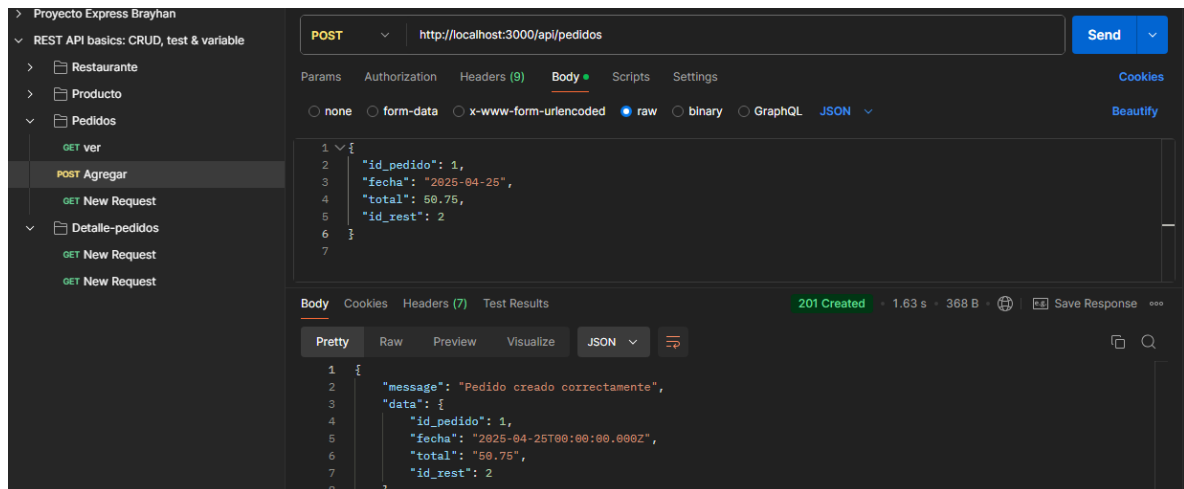 Proyecto Express Brayhan
REST API basics: CRUD, test & variable
Restaurante
Producto
Pedidos
GET ver
POST Agregar
GET New Request
Detalle-pedidos
GET New Request
GET New Request
POST http://localhost:3000/api/pedidos Send
Params Authorization Headers (9) Body Scripts Settings Cookies
none form-data x-www-form-urlencoded raw binary GraphQL JSON Beautify
1 {
2 "id_pedido": 1,
3 "fecha": "2025-04-25",
4 "total": 50.75,
5 "id_rest": 2
6 }
7
Body Cookies Headers (7) Test Results 201 Created 1.63 s 368 B e.g. Save Response
Pretty Raw Preview Visualize JSON
1 {
2 "message": "Pedido creado correctamente",
3 "data": {
4 "id_pedido": 1,
5 "fecha": "2025-04-25T00:00:00.000Z",
6 "total": "50.75",
7 "id_rest": 2